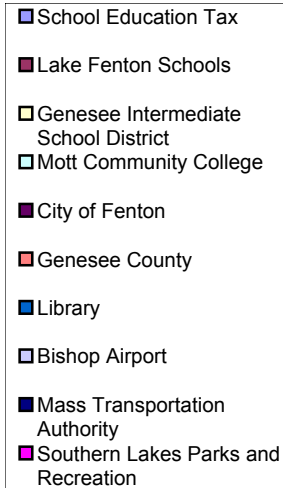 School Education Tax
Lake Fenton Schools
Genesee Intermediate
School District
Mott Community College
City of Fenton
Genesee County
Library
Bishop Airport
Mass Transportation
Authority
Southern Lakes Parks and
Recreation